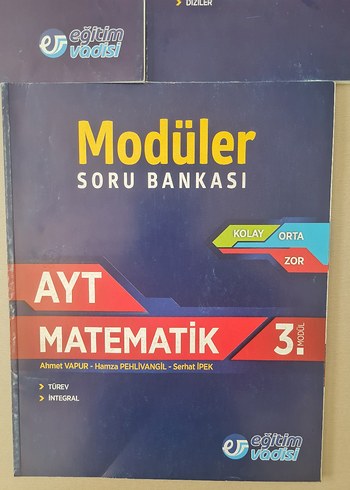 DİZİLER
eğitim
vadisi
Modüler
SORU BANKASI
KOLAY
ORTA
ZOR
AYT
MATEMATİK
3.
MODÜL
Ahmet VAPUR - Hamza PEHLİVANGİL - Serhat İPEK
TÜREV
İNTEGRAL
eğitim
vadisi